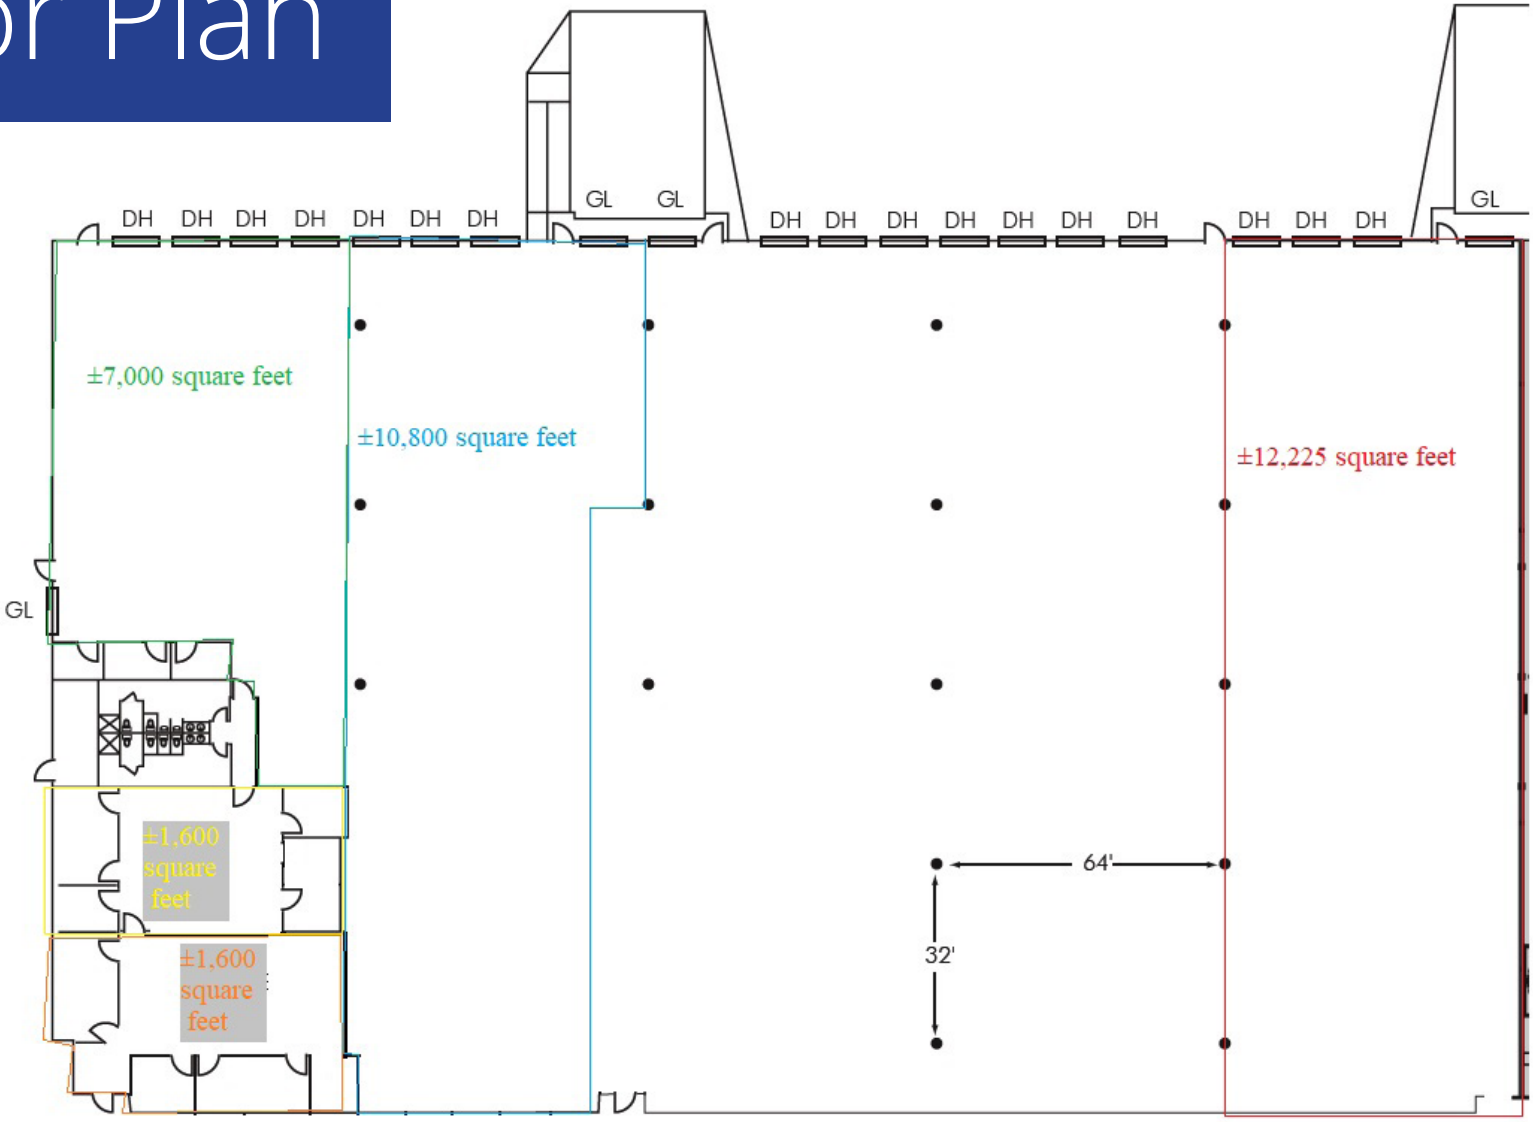 or Plan
GL GL GL
DH DH DH DH DH DH DH DH DH DH DH DH DH DH DH DH DH
±7,000 square feet
±10,800 square feet
±12,225 square feet
GL
±1,600
square
feet
64'
32'
±1,600
square
feet